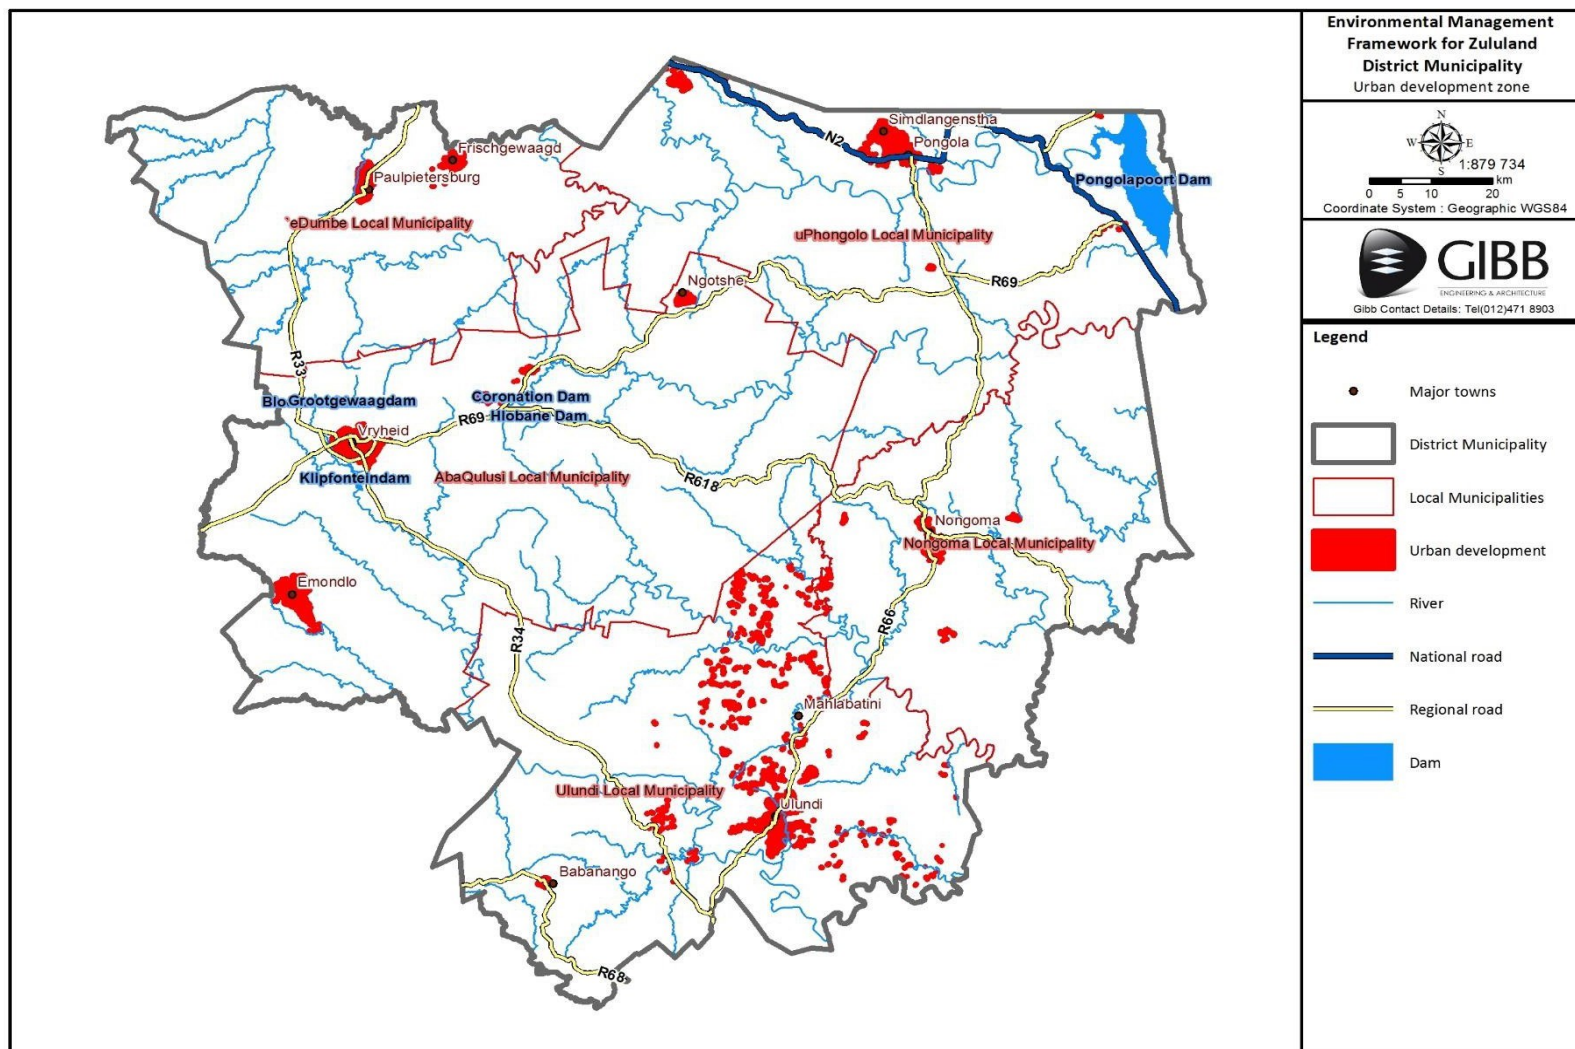 Environmental Management
Framework for Zululand
District Municipality
Urban development zone
N
W
E
S
1:879 734
km
0 5 10 20
Coordinate System : Geographic WGS84
GIBB
ENGINEERING & ARCHITECTURE
Gibb Contact Details: Tel(012)471 8903
Legend
Major towns
District Municipality
Local Municipalities
Urban development
River
National road
Regional road
Dam
Simdlangenstha
N2
Pongola
Frischgewaagd
Paulpietersburg
Pongolapoort Dam
`eDumbe Local Municipality
uPhongolo Local Municipality
Ngotshe
R69
R33
Coronation Dam
Blo
Grootgewaagdam
Hlobane Dam
R69
Vryheid
Klipfonteindam
AbaQulusi Local Municipality
R618
Nongoma
Nongoma Local Municipality
Emondlo
R34
R66
Mahlabatini
Ulundi Local Municipality
Ulundi
Babanango
R68